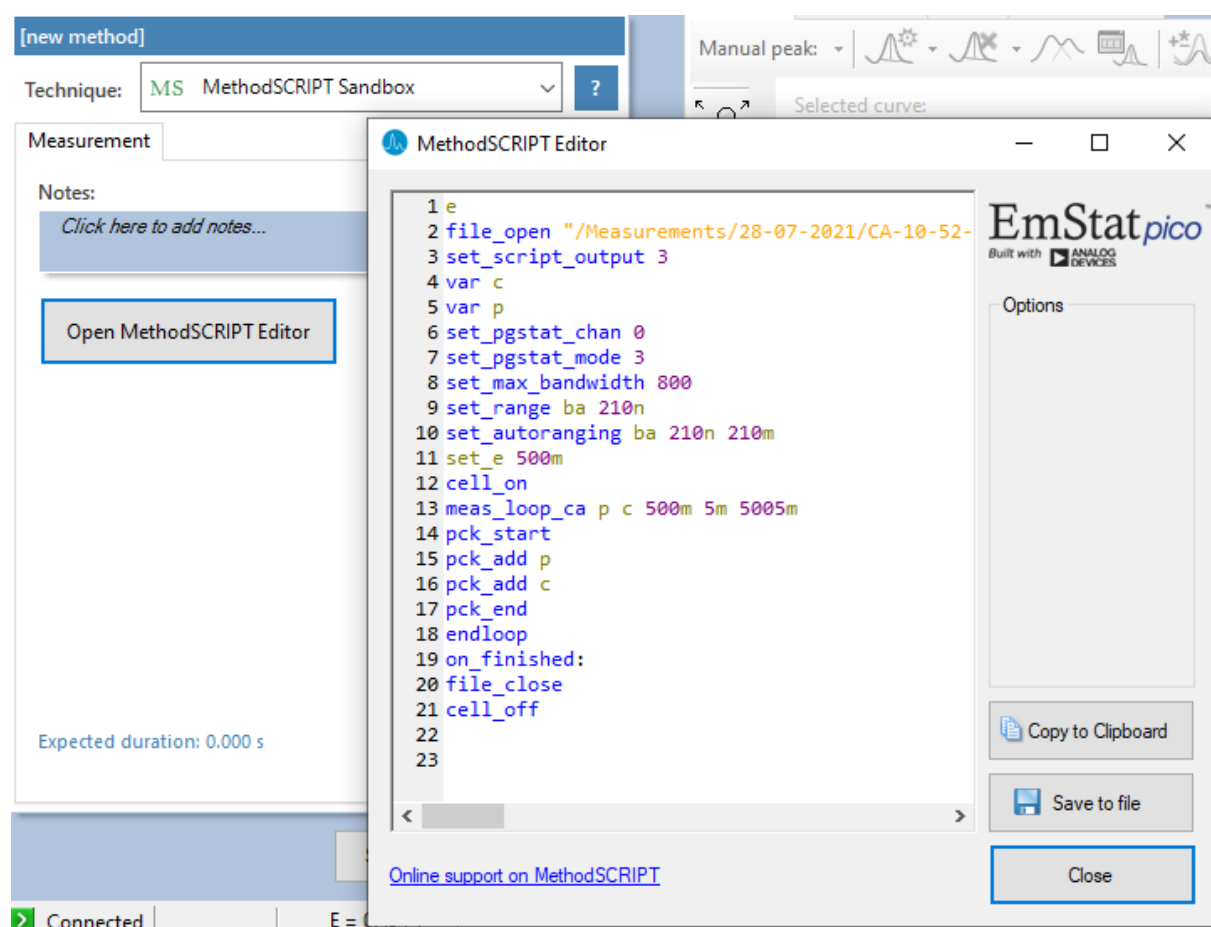 [new method]
Technique: MS MethodSCRIPT Sandbox ?
Measurement
Notes:
Click here to add notes...
Open MethodSCRIPT Editor
Expected duration: 0.000 s
Connected
E =
Manual peak:
Selected curve:
MethodSCRIPT Editor
1 e
2 file_open "/Measurements/28-07-2021/CA-10-52-
3 set_script_output 3
4 var c
5 var p
6 set_pgstat_chan 0
7 set_pgstat_mode 3
8 set_max_bandwidth 800
9 set_range ba 210n
10 set_autoranging ba 210n 210m
11 set_e 500m
12 cell_on
13 meas_loop_ca p c 500m 5m 5005m
14 pck_start
15 pck_add p
16 pck_add c
17 pck_end
18 endloop
19 on_finished:
20 file_close
21 cell_off
22
23
EmStat pico
Built with ANALOG DEVICES
Options
Copy to Clipboard
Save to file
Online support on MethodSCRIPT
Close